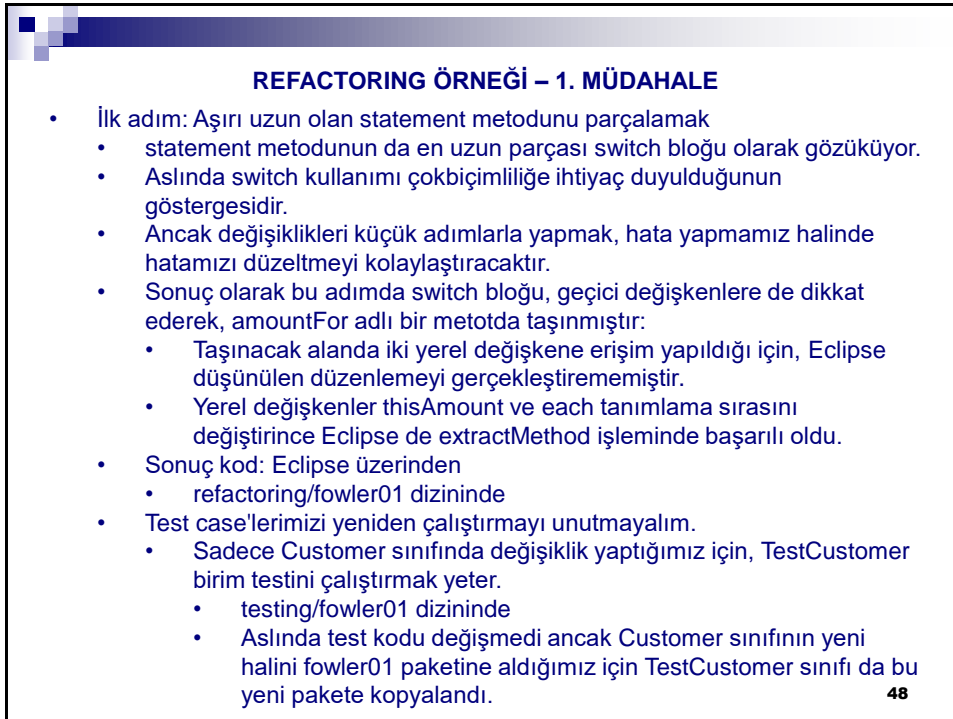 REFACTORING ÖRNEĞİ – 1. MÜDAHALE
• İlk adım: Aşırı uzun olan statement metodunu parçalamak
• statement metodunun da en uzun parçası switch bloğu olarak gözüküyor.
• Aslında switch kullanımı çokbiçimliliğe ihtiyaç duyulduğunun
göstergesidir.
• Ancak değişiklikleri küçük adımlarla yapmak, hata yapmamız halinde
hatamızı düzeltmeyi kolaylaştıracaktır.
• Sonuç olarak bu adımda switch bloğu, geçici değişkenlere de dikkat
ederek, amountFor adlı bir metotda taşınmıştır:
• Taşınacak alanda iki yerel değişkene erişim yapıldığı için, Eclipse
düşünülen düzenlemeyi gerçekleştirememiştir.
• Yerel değişkenler thisAmount ve each tanımlama sırasını
değiştirince Eclipse de extractMethod işleminde başarılı oldu.
• Sonuç kod: Eclipse üzerinden
• refactoring/fowler01 dizininde
• Test case'lerimizi yeniden çalıştırmayı unutmayalım.
• Sadece Customer sınıfında değişiklik yaptığımız için, TestCustomer
birim testini çalıştırmak yeter.
• testing/fowler01 dizininde
• Aslında test kodu değişmedi ancak Customer sınıfının yeni
halini fowler01 paketine aldığımız için TestCustomer sınıfı da bu
yeni pakete kopyalandı.
48